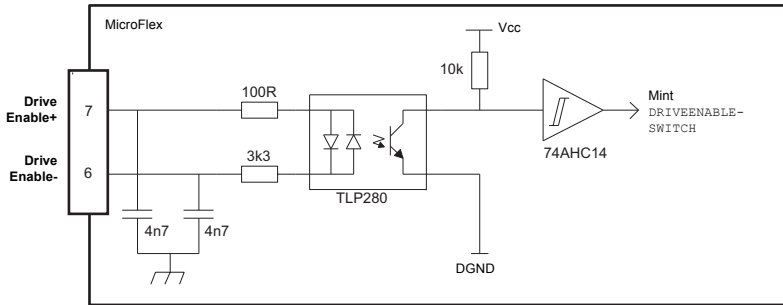 MicroFlex
Vcc
10k
Drive
Enable+
7
100R
Mint
DRIVEENABLE-
SWITCH
74AHC14
Drive
Enable-
6
3k3
TLP280
4n7
4n7
DGND